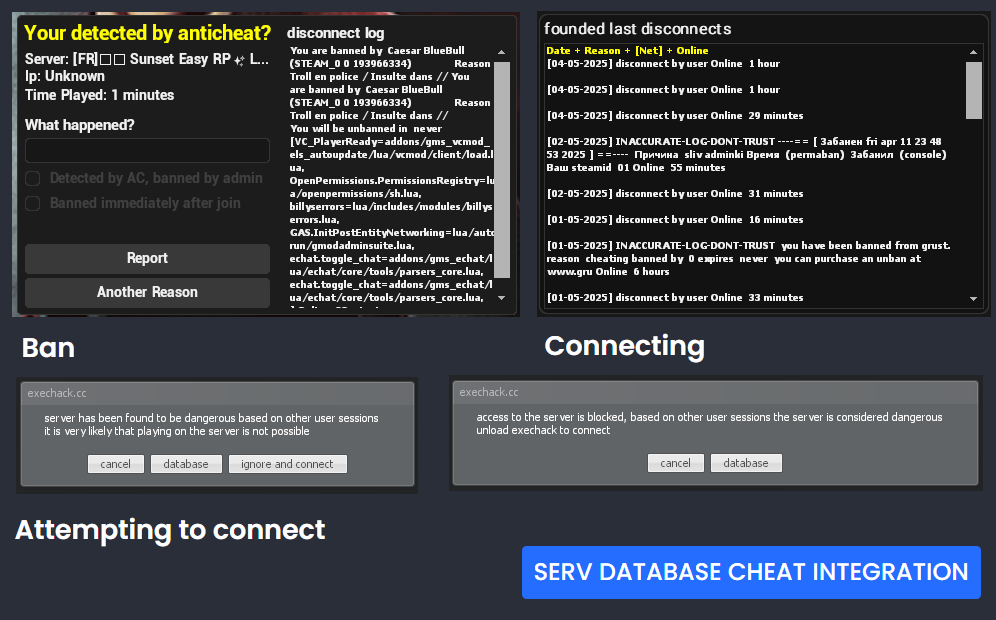 Your detected by anticheat?
Server: [FR]□□ Sunset Easy RP ✨ L...
Ip: Unknown
Time Played: 1 minutes
What happened?
Detected by AC, banned by admin
Banned immediately after join
Report
Another Reason
disconnect log
You are banned by Caesar BlueBull
(STEAM_0 0 193966334) Reason
Troll en police / Insulte dans // You
are banned by Caesar BlueBull
(STEAM_0 0 193966334) Reason
Troll en police / Insulte dans //
You will be unbanned in never
[VC_PlayerReady=addons/gms_vcmod_
els_autoupdate/lua/vcmod/client/load.l
ua,
OpenPermissions.PermissionsRegistry=lu
a/openpermissions/sh.lua,
billyserrors=lua/includes/modules/billys
errors.lua,
GAS.InitPostEntityNetworking=lua/auto
run/gmodadminsuite.lua,
echat.toggle_chat=addons/gms_echat/l
ua/echat/core/tools/parsers_core.lua,
echat.toggle_chat=addons/gms_echat/l
ua/echat/core/tools/parsers_core.lua,
founded last disconnects
Date + Reason + [Net] + Online
[04-05-2025] disconnect by user Online 1 hour
[04-05-2025] disconnect by user Online 1 hour
[04-05-2025] disconnect by user Online 29 minutes
[02-05-2025] INACCURATE-LOG-DONT-TRUST ----== [ Забанен fri apr 11 23 48
53 2025 ] ==---- Причина sliv adminki Время (permaban) Забанил (console)
Ваш steamid 01 Online 55 minutes
[02-05-2025] disconnect by user Online 31 minutes
[01-05-2025] disconnect by user Online 16 minutes
[01-05-2025] INACCURATE-LOG-DONT-TRUST you have been banned from grust.
reason cheating banned by 0 expires never you can purchase an unban at
www.gru Online 6 hours
[01-05-2025] disconnect by user Online 33 minutes
Ban
Connecting
exechack.cc
server has been found to be dangerous based on other user sessions
it is very likely that playing on the server is not possible
cancel
database
ignore and connect
exechack.cc
access to the server is blocked, based on other user sessions the server is considered dangerous
unload exechack to connect
cancel
database
Attempting to connect
SERV DATABASE CHEAT INTEGRATION